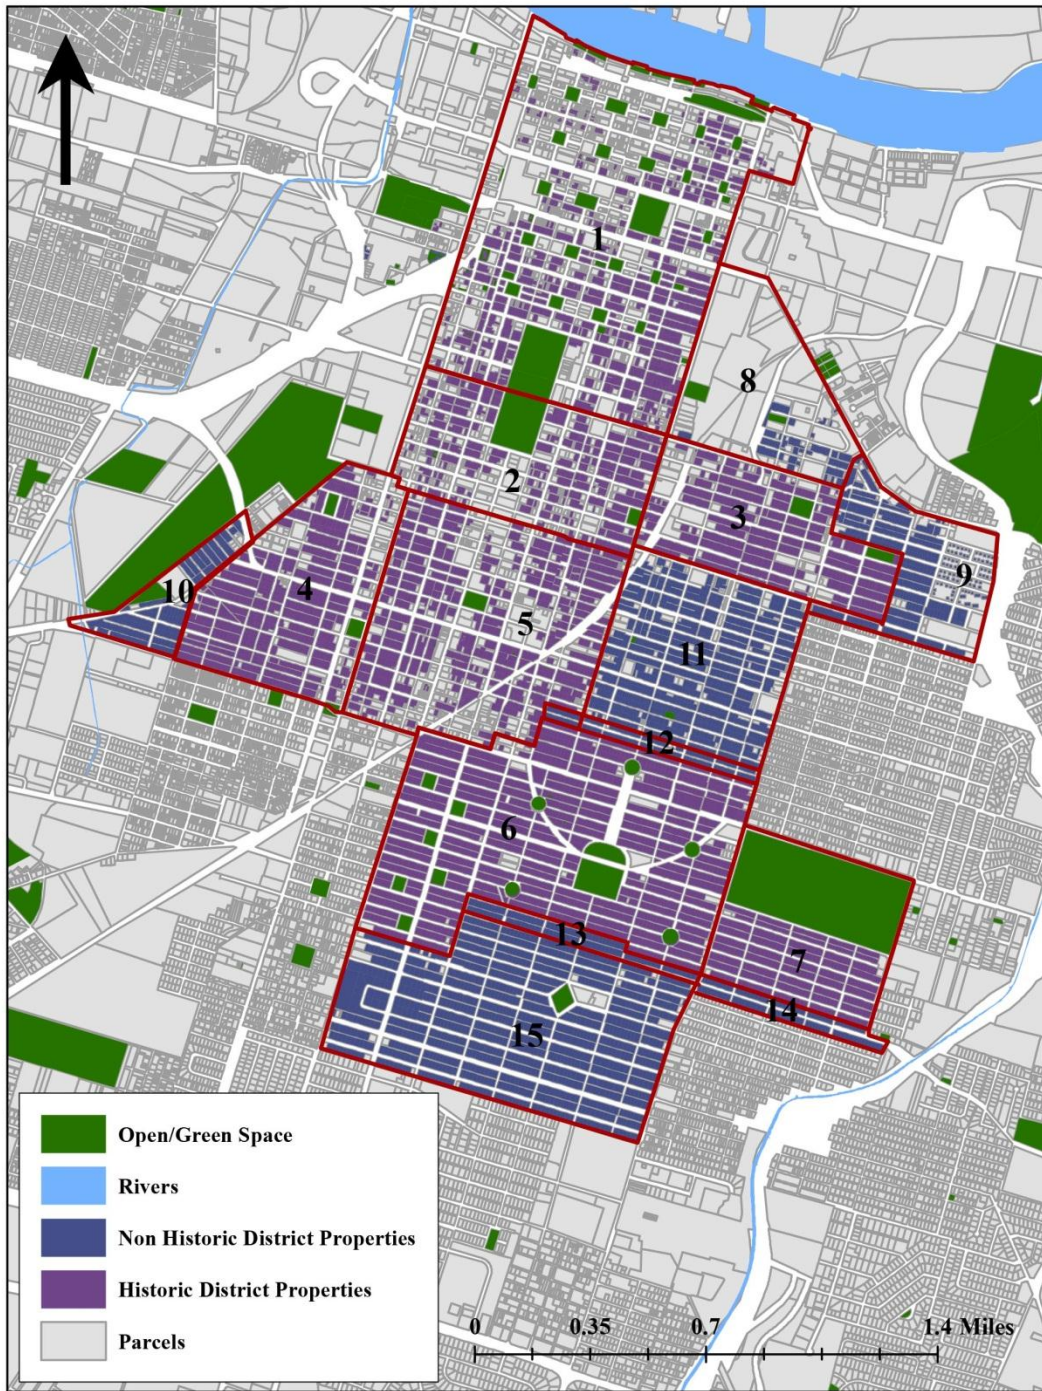 1
8
2
3
9
10
4
5
11
12
6
13
7
14
15
Open/Green Space
Rivers
Non Historic District Properties
Historic District Properties
Parcels
0 0.35 0.7 1.4 Miles